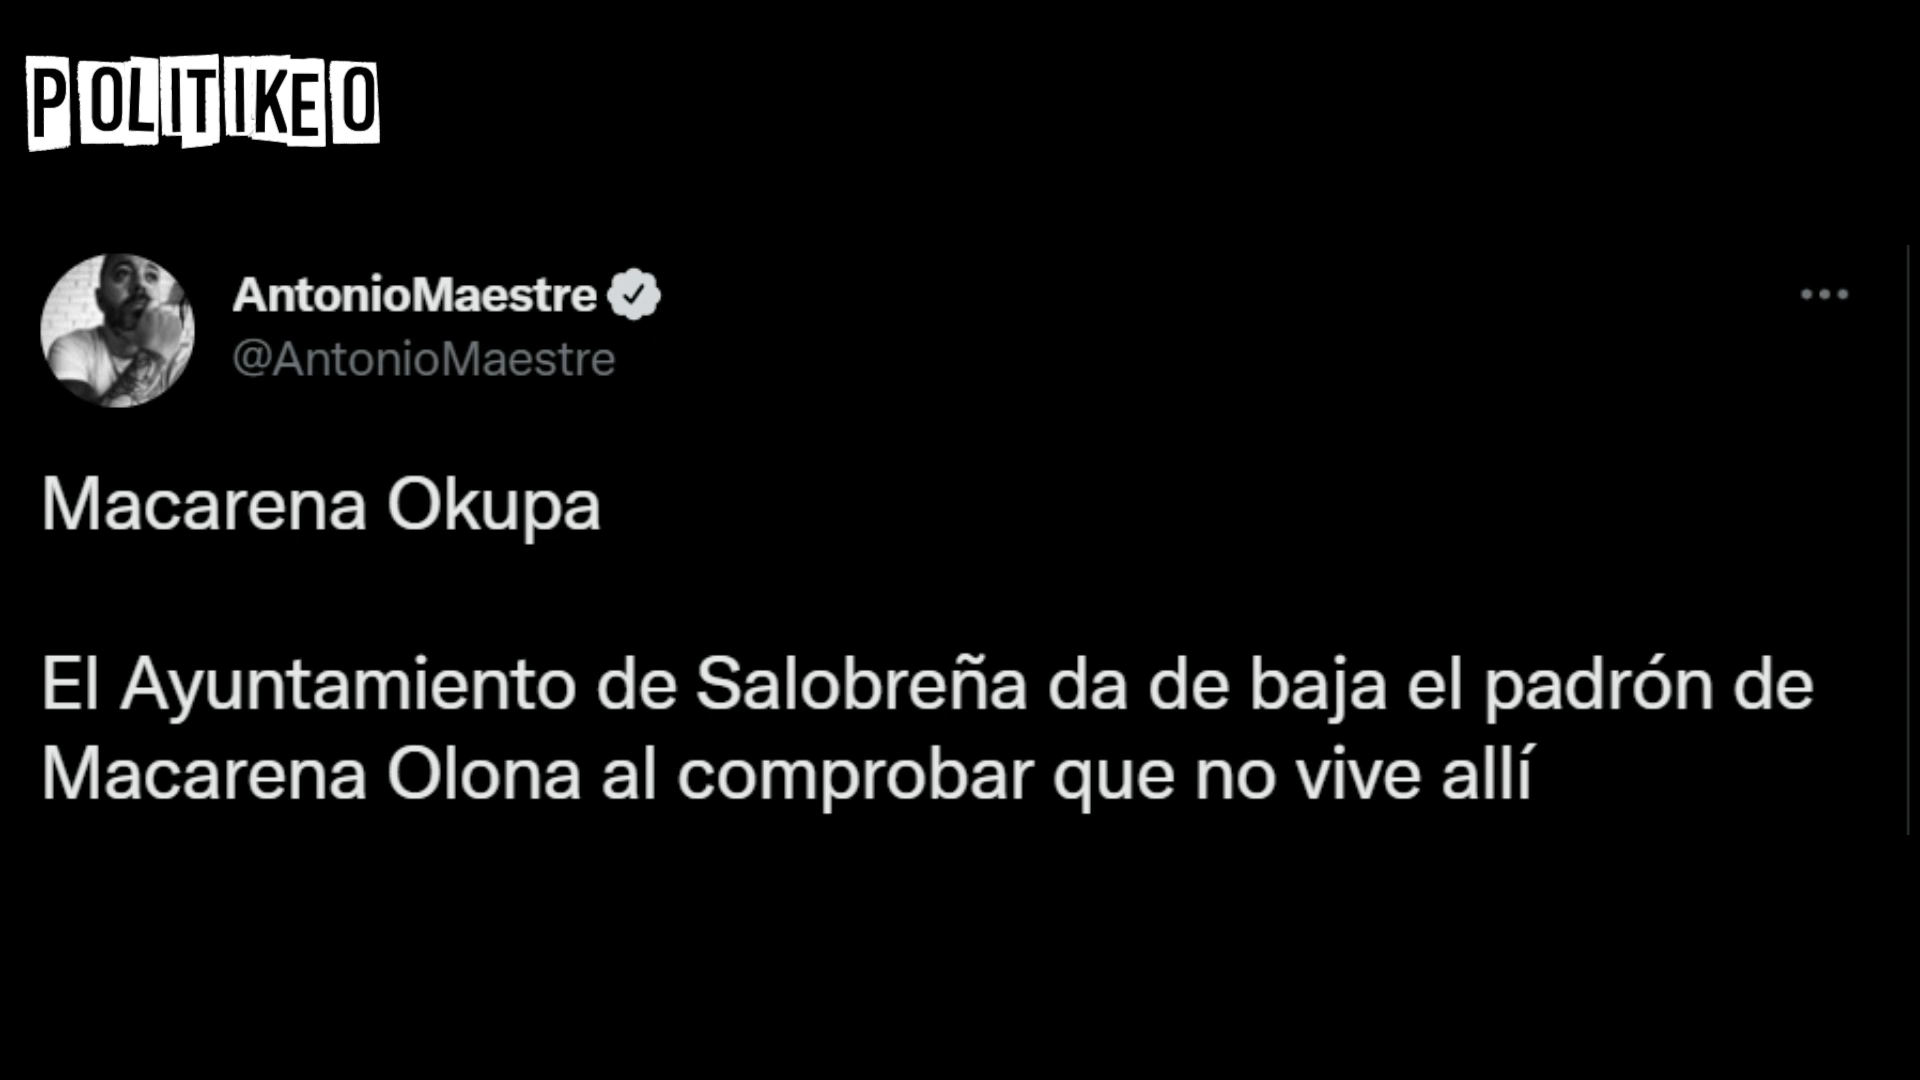 POLITIKEO
AntonioMaestre
@AntonioMaestre
Macarena Okupa
El Ayuntamiento de Salobreña da de baja el padrón de
Macarena Olona al comprobar que no vive allí